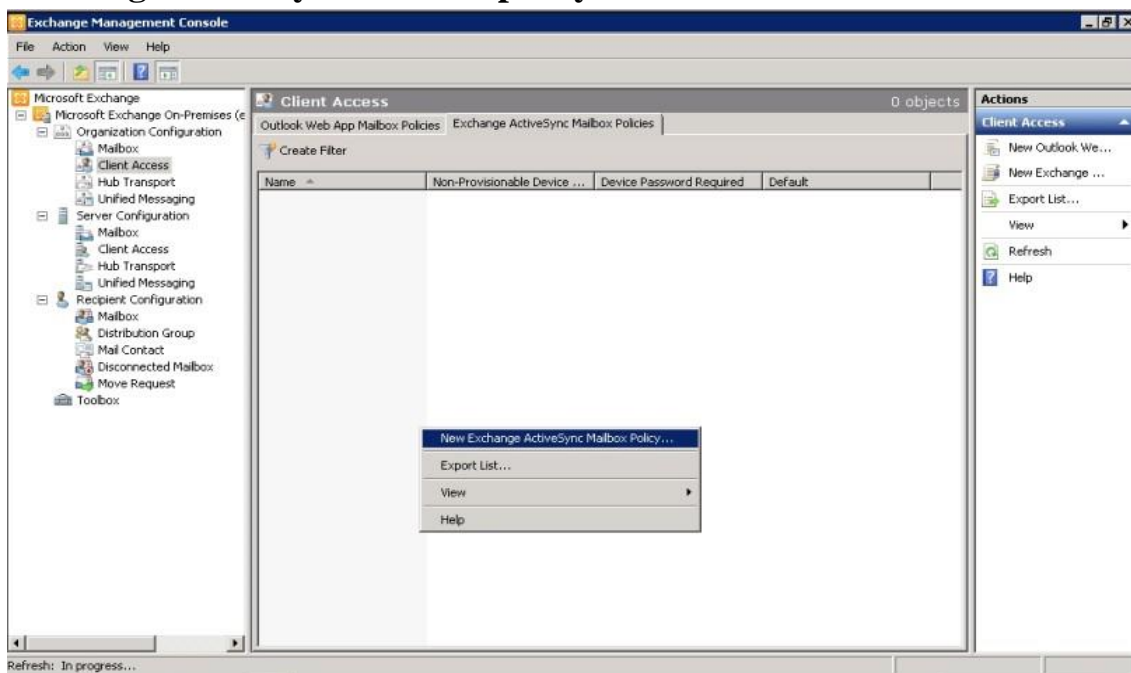 Exchange Management Console
File Action View Help
Microsoft Exchange
Microsoft Exchange On-Premises (e
Organization Configuration
Mailbox
Client Access
Hub Transport
Unified Messaging
Server Configuration
Mailbox
Client Access
Hub Transport
Unified Messaging
Recipient Configuration
Mailbox
Distribution Group
Mail Contact
Disconnected Mailbox
Move Request
Toolbox
Client Access 0 objects
Outlook Web App Mailbox Policies Exchange ActiveSync Mailbox Policies
Create Filter
Name Non-Provisionable Device ... Device Password Required Default
New Exchange ActiveSync Mailbox Policy...
Export List...
View
Help
Actions
Client Access
New Outlook We...
New Exchange ...
Export List...
View
Refresh
Help
Refresh: In progress...